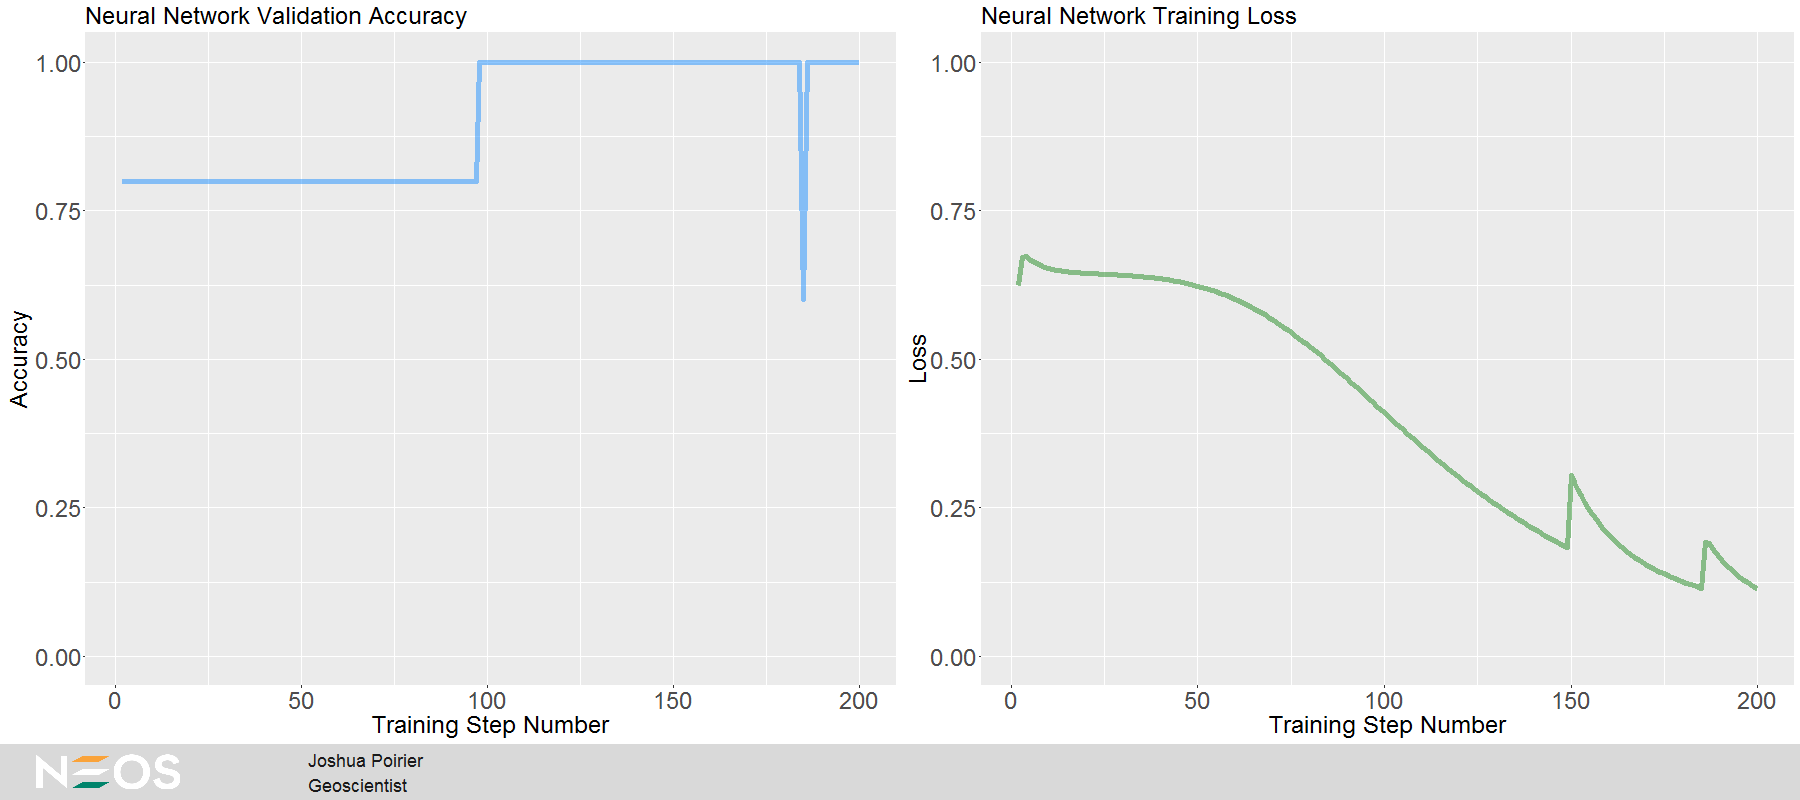 Neural Network Validation Accuracy
1.00
0.75
0.50
0.25
0.00
Accuracy
0 50 100 150 200
Training Step Number
Neural Network Training Loss
1.00
0.75
0.50
0.25
0.00
Loss
0 50 100 150 200
Training Step Number
NEOS
Joshua Poirier
Geoscientist